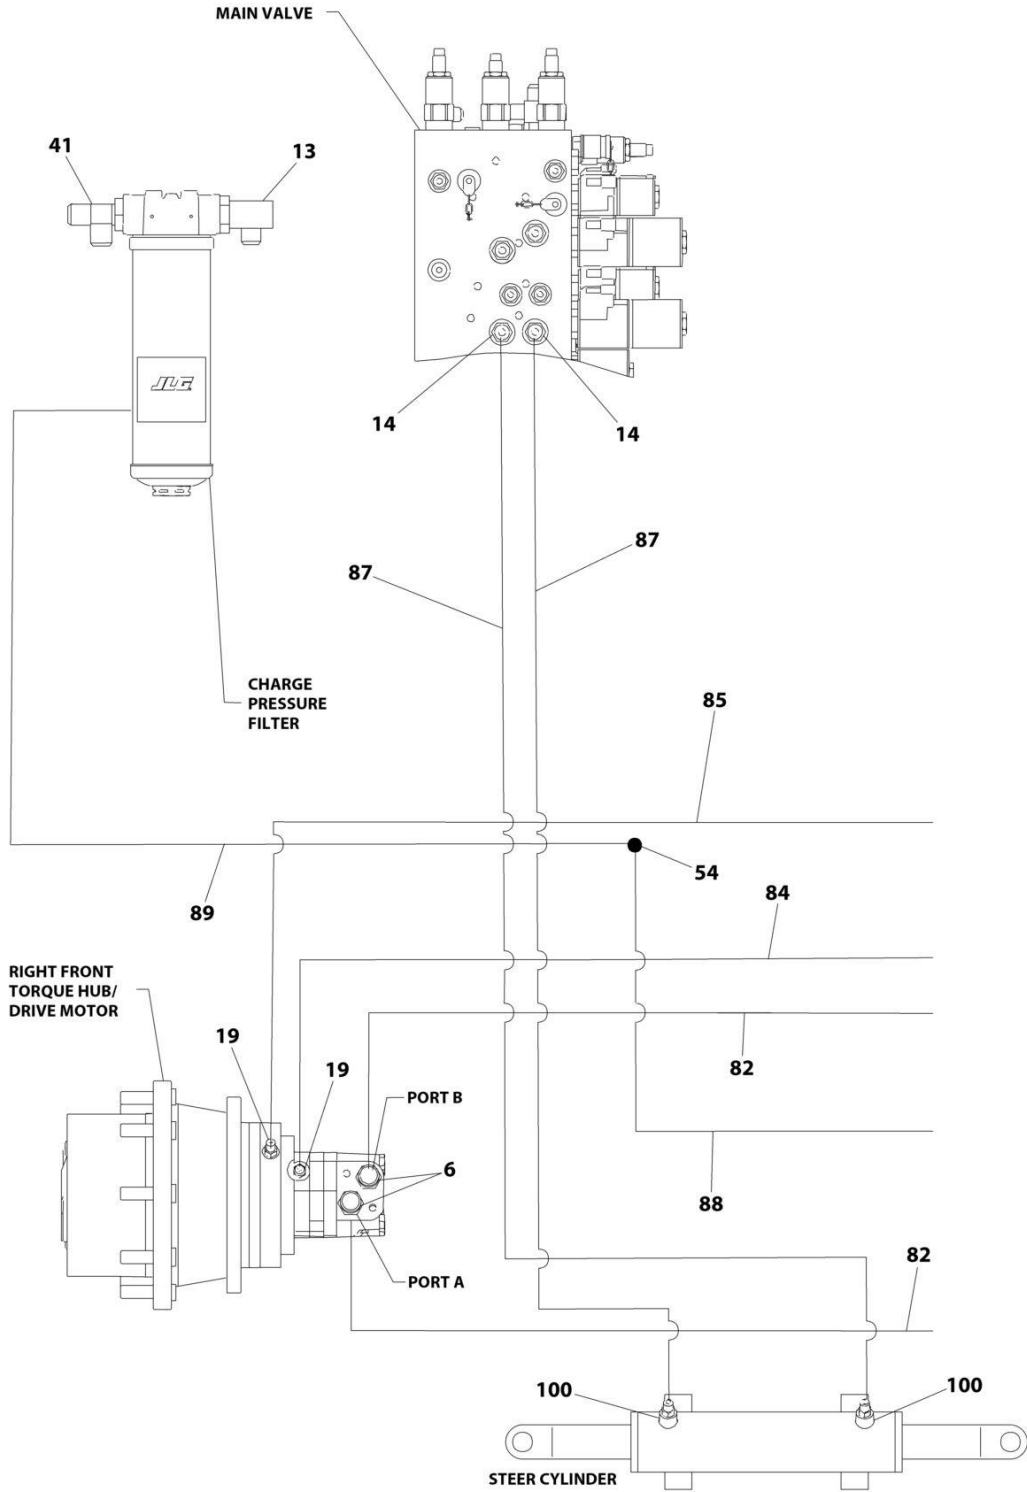 MAIN VALVE
41
13
JLG
14
14
87
87
CHARGE
PRESSURE
FILTER
85
54
89
84
RIGHT FRONT
TORQUE HUB/
DRIVE MOTOR
19
82
19
PORT B
6
88
PORT A
82
100
100
STEER CYLINDER